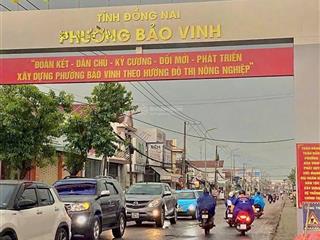 TỈNH ĐỒNG NAI
PHƯỜNG BẢO VINH
"ĐOÀN KẾT - DÂN CHỦ - KỶ CƯƠNG - ĐỔI MỚI - PHÁT TRIỂN
XÂY DỰNG PHƯỜNG BẢO VINH THEO HƯỚNG ĐÔ THỊ NÔNG NGHIỆP"